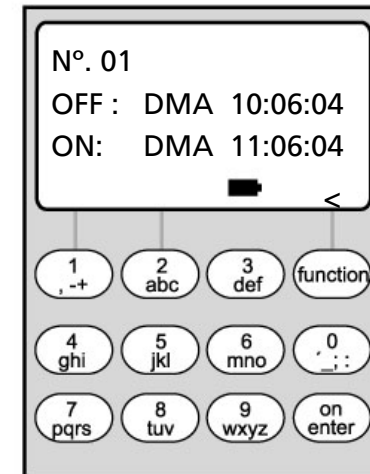 Nº. 01
OFF : DMA 10:06:04
ON: DMA 11:06:04
<
1 2 3 function
, -+ abc def
4 5 6 0
ghi jkl mno ´_; :
7 8 9 on
pqrs tuv wxyz enter